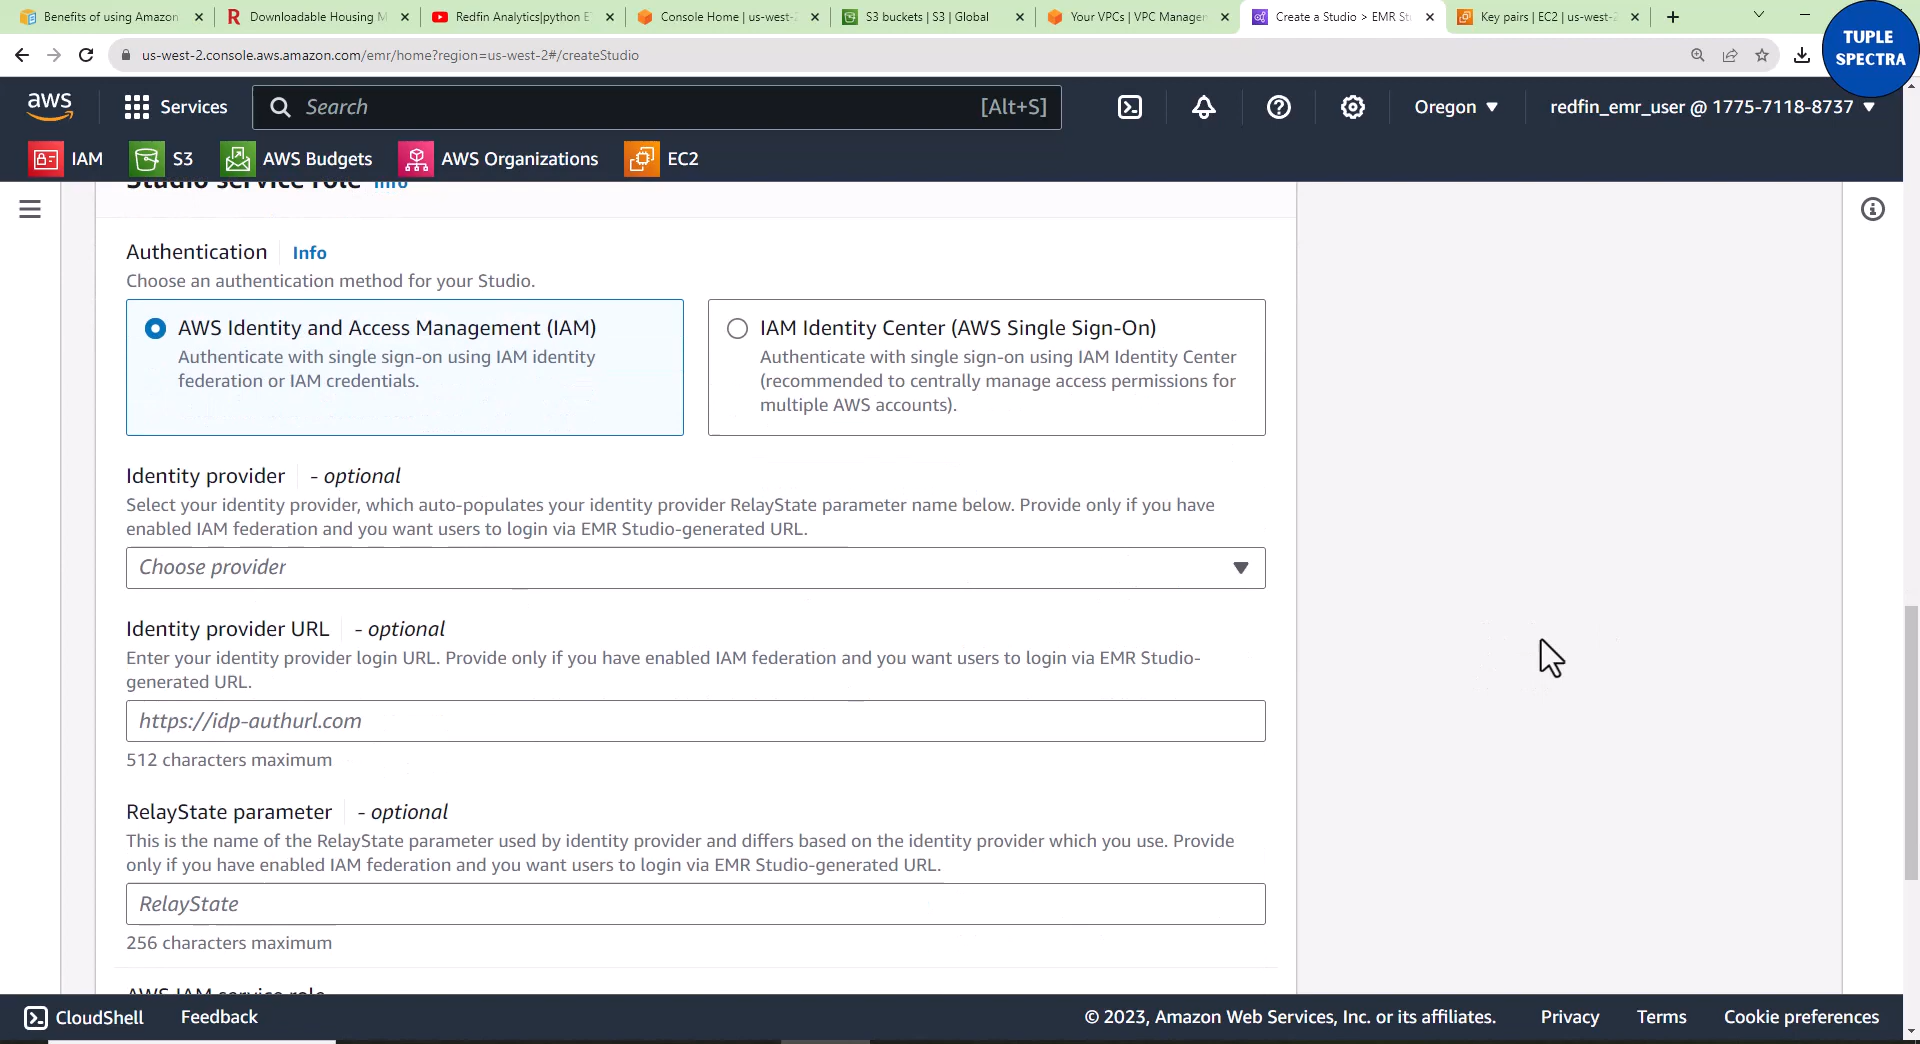 Benefits of using Amazon
Downloadable Housing M
Redfin Analytics|python E
Console Home | us-west-2
S3 buckets | S3 | Global
Your VPCs | VPC Managem
Create a Studio > EMR St
Key pairs | EC2 | us-west-2
TUPLE
SPECTRA
us-west-2.console.aws.amazon.com/emr/home?region=us-west-2#/createStudio
aws
Services
Search
[Alt+S]
Oregon
redfin_emr_user @ 1775-7118-8737
IAM
S3
AWS Budgets
AWS Organizations
EC2
Studio service role Info
Authentication Info
Choose an authentication method for your Studio.
AWS Identity and Access Management (IAM)
Authenticate with single sign-on using IAM identity
federation or IAM credentials.
IAM Identity Center (AWS Single Sign-On)
Authenticate with single sign-on using IAM Identity Center
(recommended to centrally manage access permissions for
multiple AWS accounts).
Identity provider - optional
Select your identity provider, which auto-populates your identity provider RelayState parameter name below. Provide only if you have
enabled IAM federation and you want users to login via EMR Studio-generated URL.
Choose provider
Identity provider URL - optional
Enter your identity provider login URL. Provide only if you have enabled IAM federation and you want users to login via EMR Studio-
generated URL.
https://idp-authurl.com
512 characters maximum
RelayState parameter - optional
This is the name of the RelayState parameter used by identity provider and differs based on the identity provider which you use. Provide
only if you have enabled IAM federation and you want users to login via EMR Studio-generated URL.
RelayState
256 characters maximum
AWS IAM service role
CloudShell
Feedback
© 2023, Amazon Web Services, Inc. or its affiliates.
Privacy
Terms
Cookie preferences